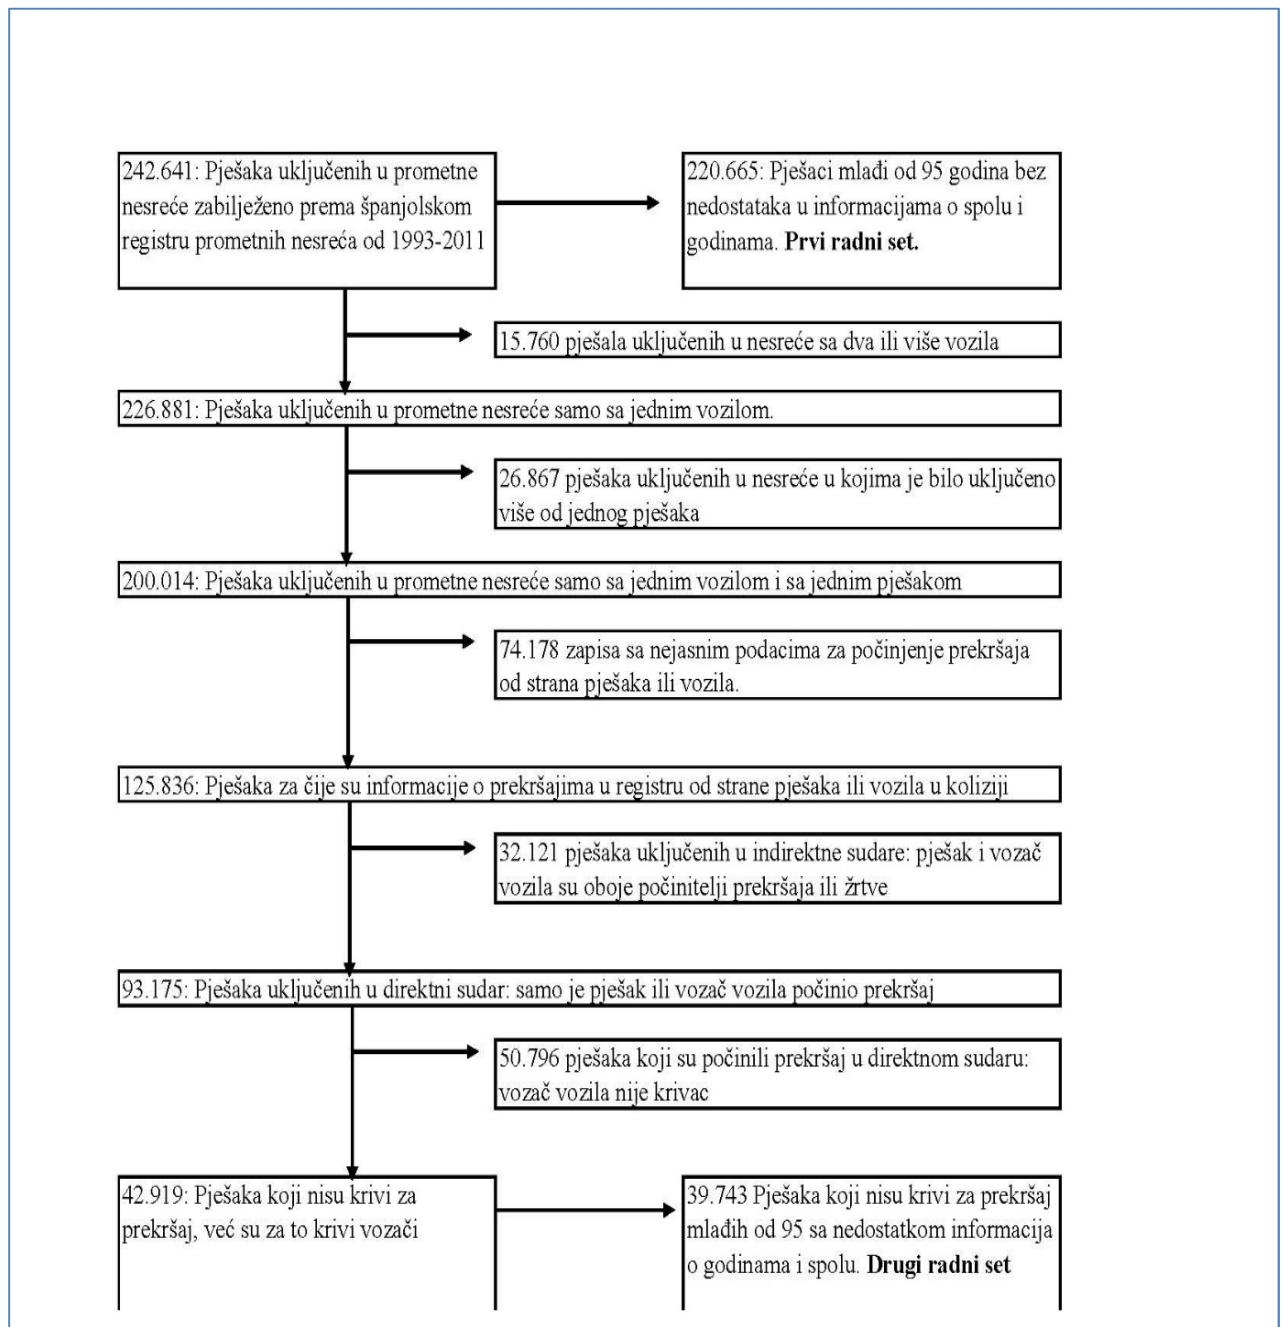 242.641: Pješaka uključenih u prometne
nesreće zabilježeno prema španjolskom
registru prometnih nesreća od 1993-2011
220.665: Pješaci mlađi od 95 godina bez
nedostataka u informacijama o spolu i
godinama. Prvi radni set.
15.760 pješala uključenih u nesreće sa dva ili više vozila
226.881: Pješaka uključenih u prometne nesreće samo sa jednim vozilom.
26.867 pješaka uključenih u nesreće u kojima je bilo uključeno
više od jednog pješaka
200.014: Pješaka uključenih u prometne nesreće samo sa jednim vozilom i sa jednim pješakom
74.178 zapisa sa nejasnim podacima za počinjenje prekršaja
od strana pješaka ili vozila.
125.836: Pješaka za čije su informacije o prekršajima u registru od strane pješaka ili vozila u koliziji
32.121 pješaka uključenih u indirektne sudare: pješak i vozač
vozila su oboje počinitelji prekršaja ili žrtve
93.175: Pješaka uključenih u direktni sudar: samo je pješak ili vozač vozila počinio prekršaj
50.796 pješaka koji su počinili prekršaj u direktnom sudaru:
vozač vozila nije krivac
42.919: Pješaka koji nisu krivi za
prekršaj, već su za to krivi vozači
39.743 Pješaka koji nisu krivi za prekršaj
mlađih od 95 sa nedostatkom informacija
o godinama i spolu. Drugi radni set